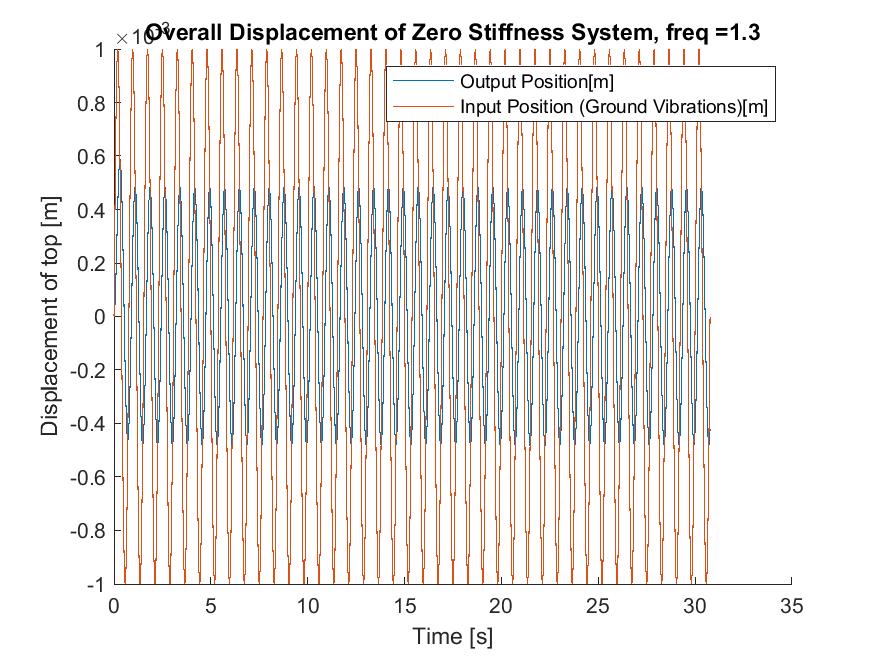 ×10-3
Overall Displacement of Zero Stiffness System, freq =1.3
Output Position[m]
Input Position (Ground Vibrations)[m]
1
0.8
0.6
0.4
0.2
0
-0.2
-0.4
-0.6
-0.8
-1
Displacement of top [m]
0 5 10 15 20 25 30 35
Time [s]